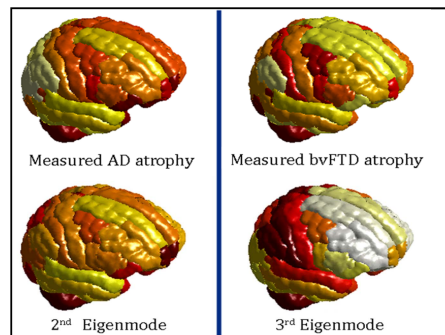 Measured AD atrophy
Measured bvFTD atrophy
2nd Eigenmode
3rd Eigenmode